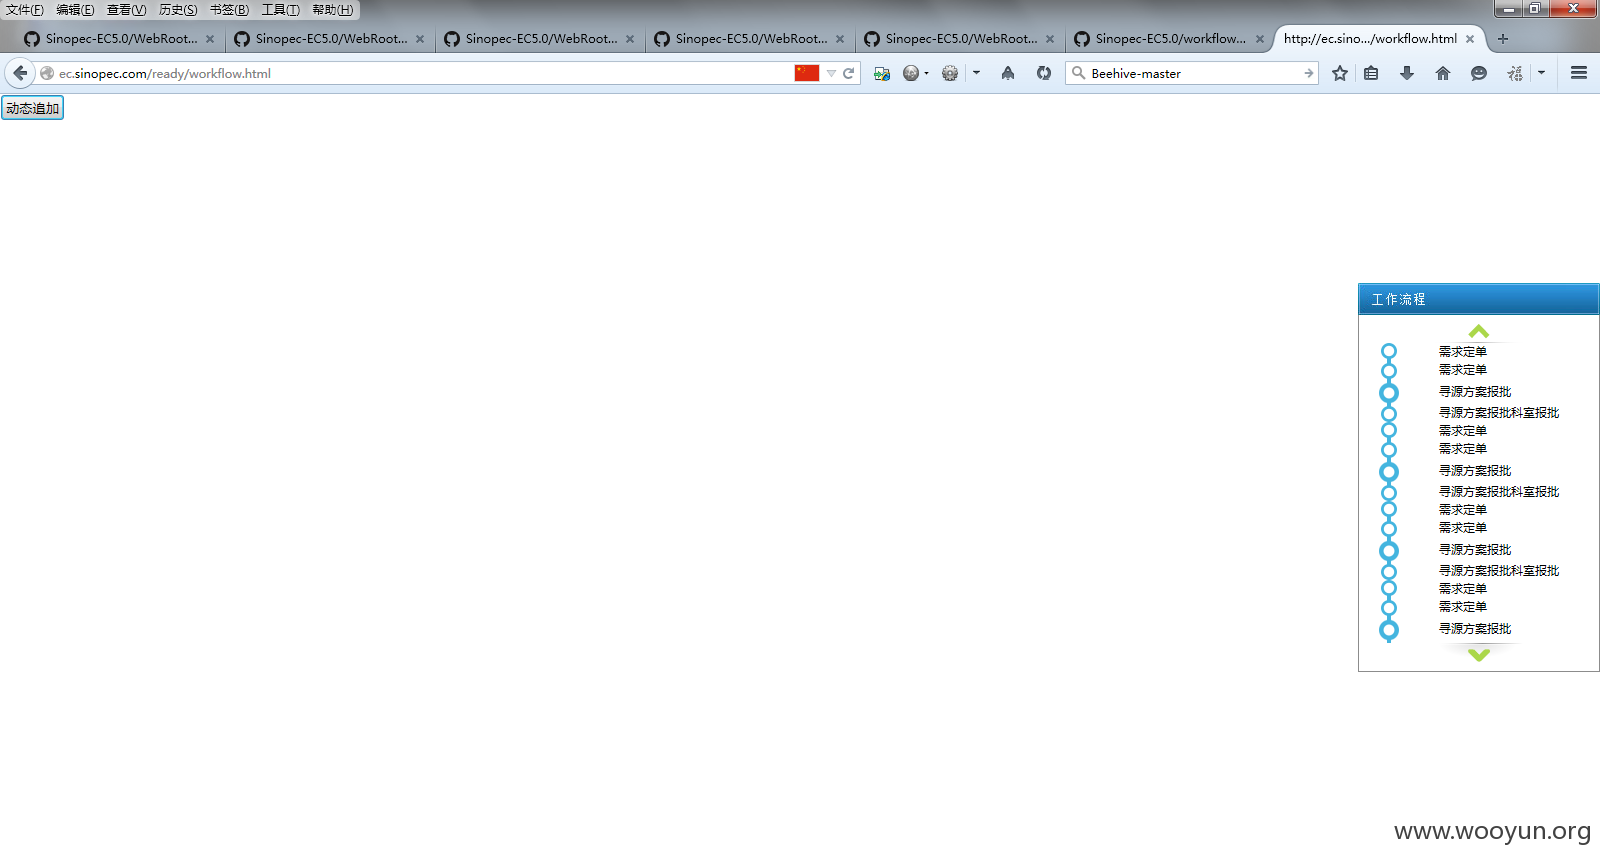 文件(F) 编辑(E) 查看(V) 历史(S) 书签(B) 工具(T) 帮助(H)
Sinopec-EC5.0/WebRoot... Sinopec-EC5.0/WebRoot... Sinopec-EC5.0/WebRoot... Sinopec-EC5.0/WebRoot... Sinopec-EC5.0/WebRoot... Sinopec-EC5.0/workflow... http://ec.sino.../workflow.html
ec.sinopec.com/ready/workflow.html Beehive-master 福
动态追加
工作流程
需求定单
需求定单
寻源方案报批
寻源方案报批科室报批
需求定单
需求定单
寻源方案报批
寻源方案报批科室报批
需求定单
需求定单
寻源方案报批
寻源方案报批科室报批
需求定单
需求定单
寻源方案报批
www.wooyun.org